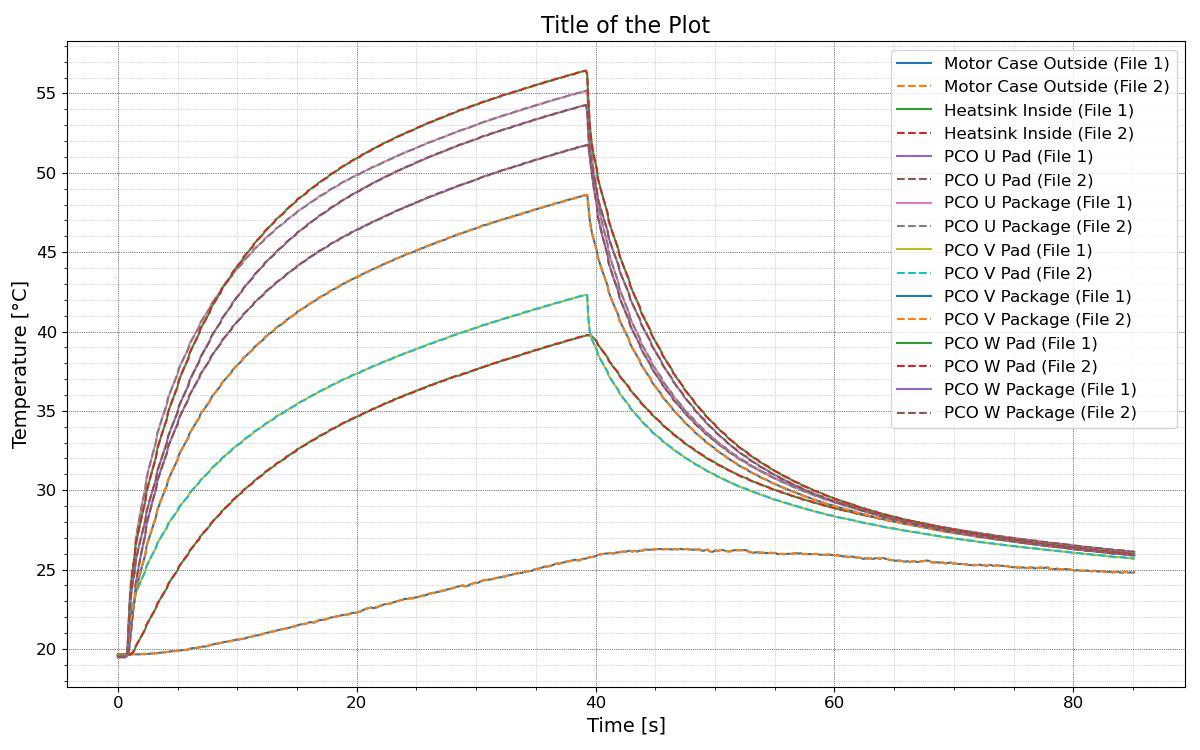 Title of the Plot
Temperature [°C]
55
50
45
40
35
30
25
20
Motor Case Outside (File 1)
Motor Case Outside (File 2)
Heatsink Inside (File 1)
Heatsink Inside (File 2)
PCO U Pad (File 1)
PCO U Pad (File 2)
PCO U Package (File 1)
PCO U Package (File 2)
PCO V Pad (File 1)
PCO V Pad (File 2)
PCO V Package (File 1)
PCO V Package (File 2)
PCO W Pad (File 1)
PCO W Pad (File 2)
PCO W Package (File 1)
PCO W Package (File 2)
0 20 40 60 80
Time [s]